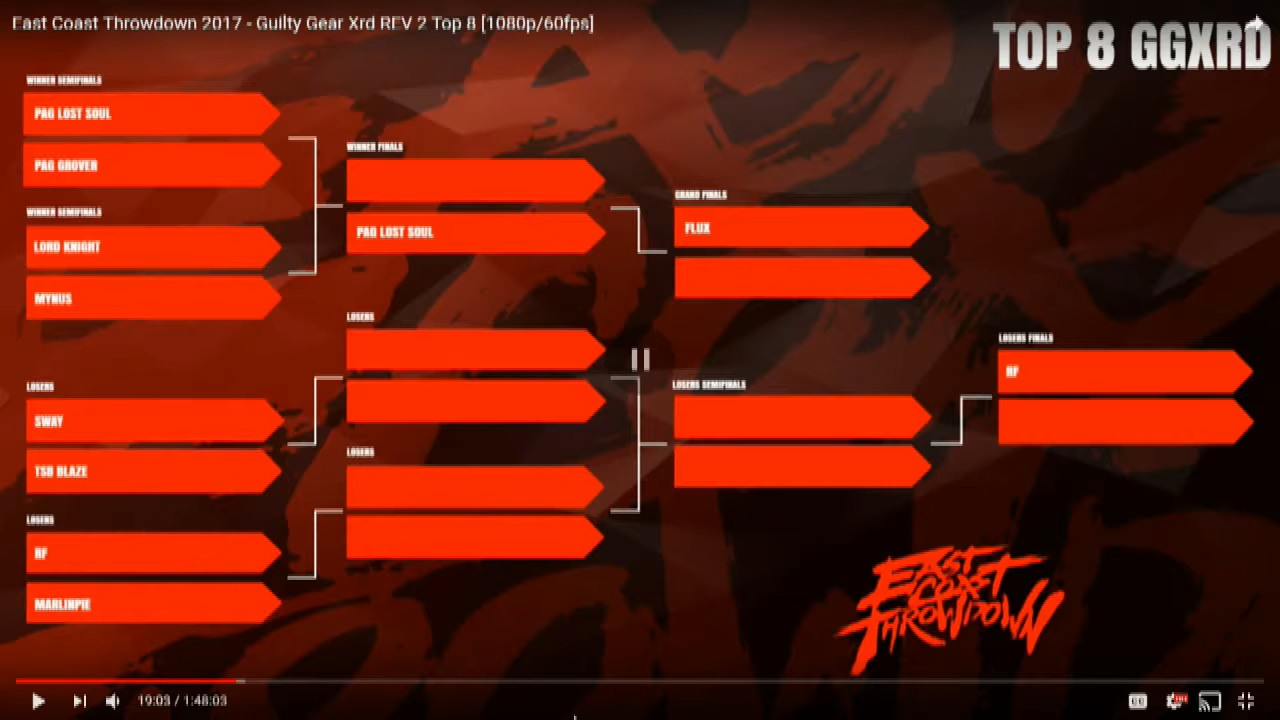 East Coast Throwdown 2017 - Guilty Gear Xrd REV 2 Top 8 [1080p/60fps]
TOP 8 GGXRD
WINNER SEMIFINALS
PAG LOST SOUL
PAG GROVER
WINNER SEMIFINALS
LORD KNIGHT
MYNUS
LOSERS
SWAY
TSB BLAZE
LOSERS
RF
MARLINPIE
WINNER FINALS
PAG LOST SOUL
LOSERS
LOSERS
GRAND FINALS
FLUX
LOSERS SEMIFINALS
LOSERS FINALS
RF
EAST
COAST
THROWDOWN
19:03 / 1:48:03
CC